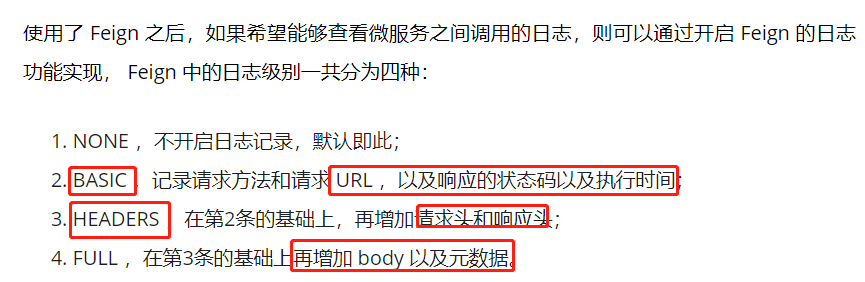 使用了 Feign 之后，如果希望能够查看微服务之间调用的日志，则可以通过开启 Feign 的日志
功能实现， Feign 中的日志级别一共分为四种：
1. NONE ，不开启日志记录，默认即此；
2. BASIC ，记录请求方法和请求 URL ，以及响应的状态码以及执行时间；
3. HEADERS 在第2条的基础上，再增加请求头和响应头；
4. FULL ，在第3条的基础上再增加 body 以及元数据。